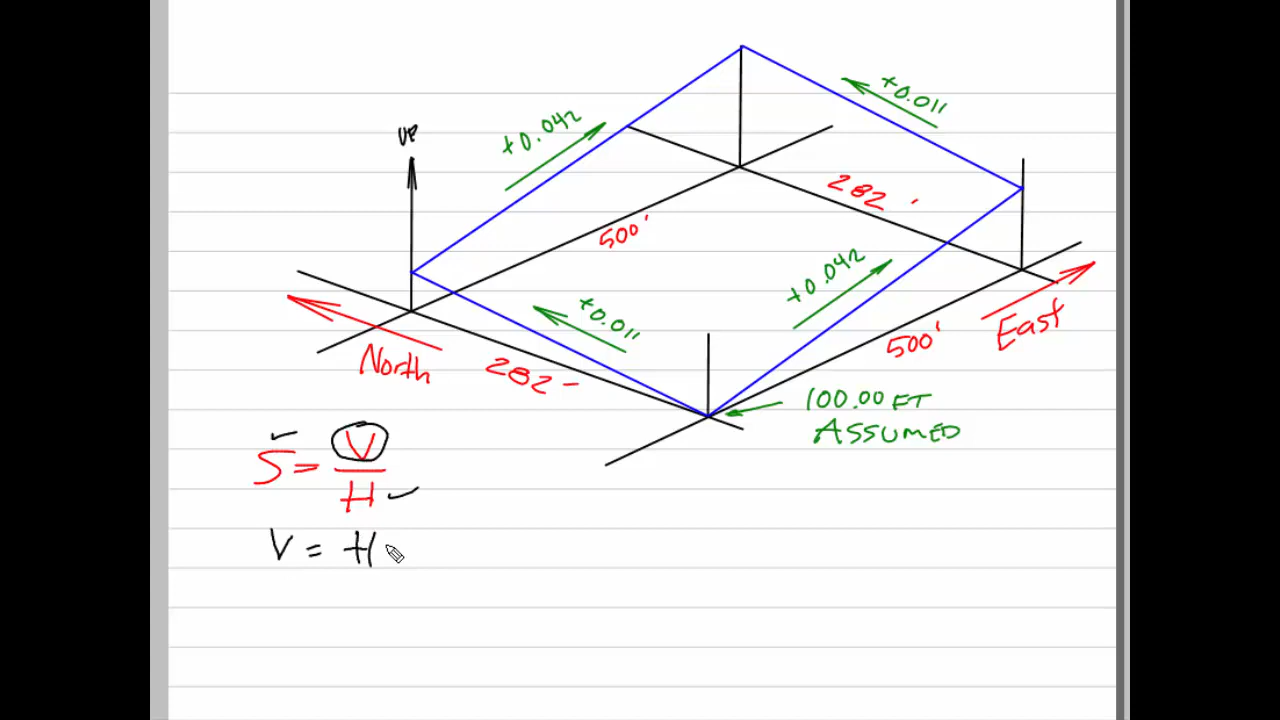 UP
+0.042
+0.011
282'
500'
+0.042
+0.011
East
500'
North
282'
100.00 FT
ASSUMED
S = V/H
V = H